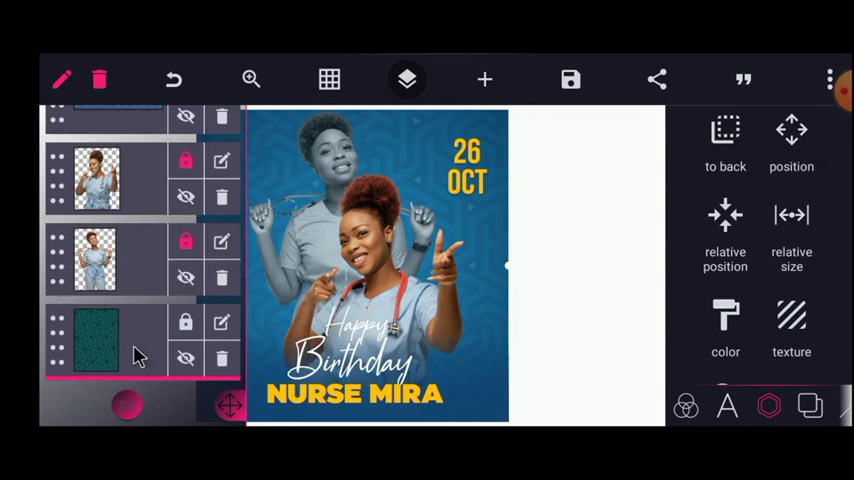 26
OCT
Happy
Birthday
NURSE MIRA
to back
position
relative
position
relative
size
color
texture